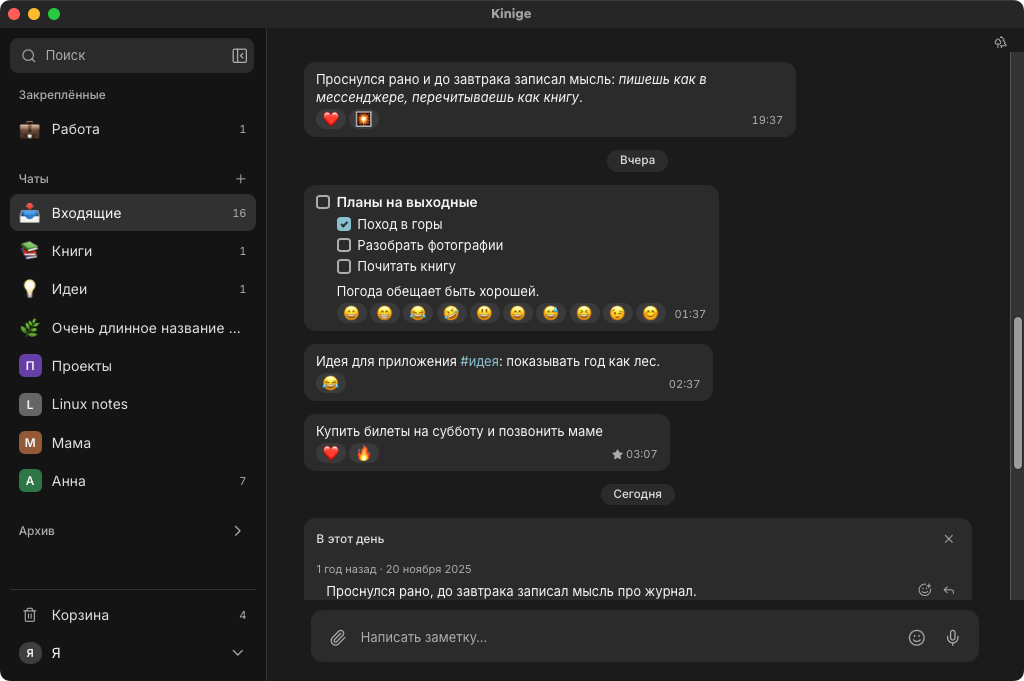 Kinige
Поиск
Закреплённые
Работа 1
Чаты
Входящие 16
Книги 1
Идеи 1
Очень длинное название ...
П Проекты
L Linux notes
М Мама
А Анна 7
Архив
Корзина 4
Я Я
Проснулся рано и до завтрака записал мысль: пишешь как в
мессенджере, перечитываешь как книгу.
19:37
Вчера
Планы на выходные
Поход в горы
Разобрать фотографии
Почитать книгу
Погода обещает быть хорошей.
01:37
Идея для приложения #идея: показывать год как лес.
02:37
Купить билеты на субботу и позвонить маме
03:07
Сегодня
В этот день
1 год назад · 20 ноября 2025
Проснулся рано, до завтрака записал мысль про журнал.
Написать заметку...